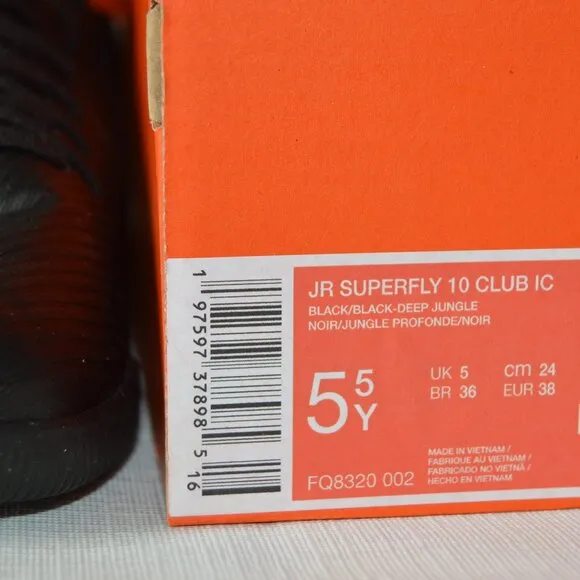 JR SUPERFLY 10 CLUB IC
BLACK/BLACK-DEEP JUNGLE
NOIR/JUNGLE PROFONDE/NOIR
5 5 Y
UK 5
cm 24
BR 36
EUR 38
FQ8320 002
MADE IN VIETNAM /
FABRIQUE AU VIETNAM /
FABRICADO NO VIETNÃ /
HECHO EN VIETNAM
1 97597 37898 5 16